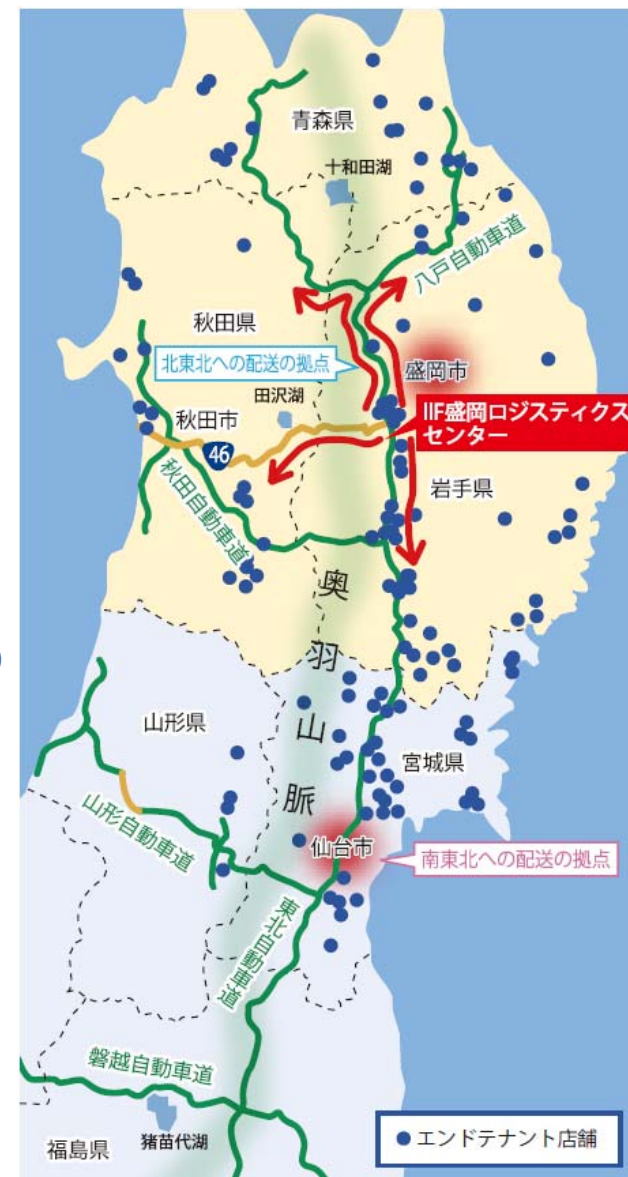 青森県
十和田湖
八戸自動車道
秋田県
北東北への配送の拠点
盛岡市
田沢湖
IIF盛岡ロジスティクス
センター
秋田市
46
岩手県
秋田自動車道
奥羽山脈
山形県
宮城県
山形自動車道
仙台市
南東北への配送の拠点
東北自動車道
磐越自動車道
猪苗代湖
福島県
エンドテナント店舗